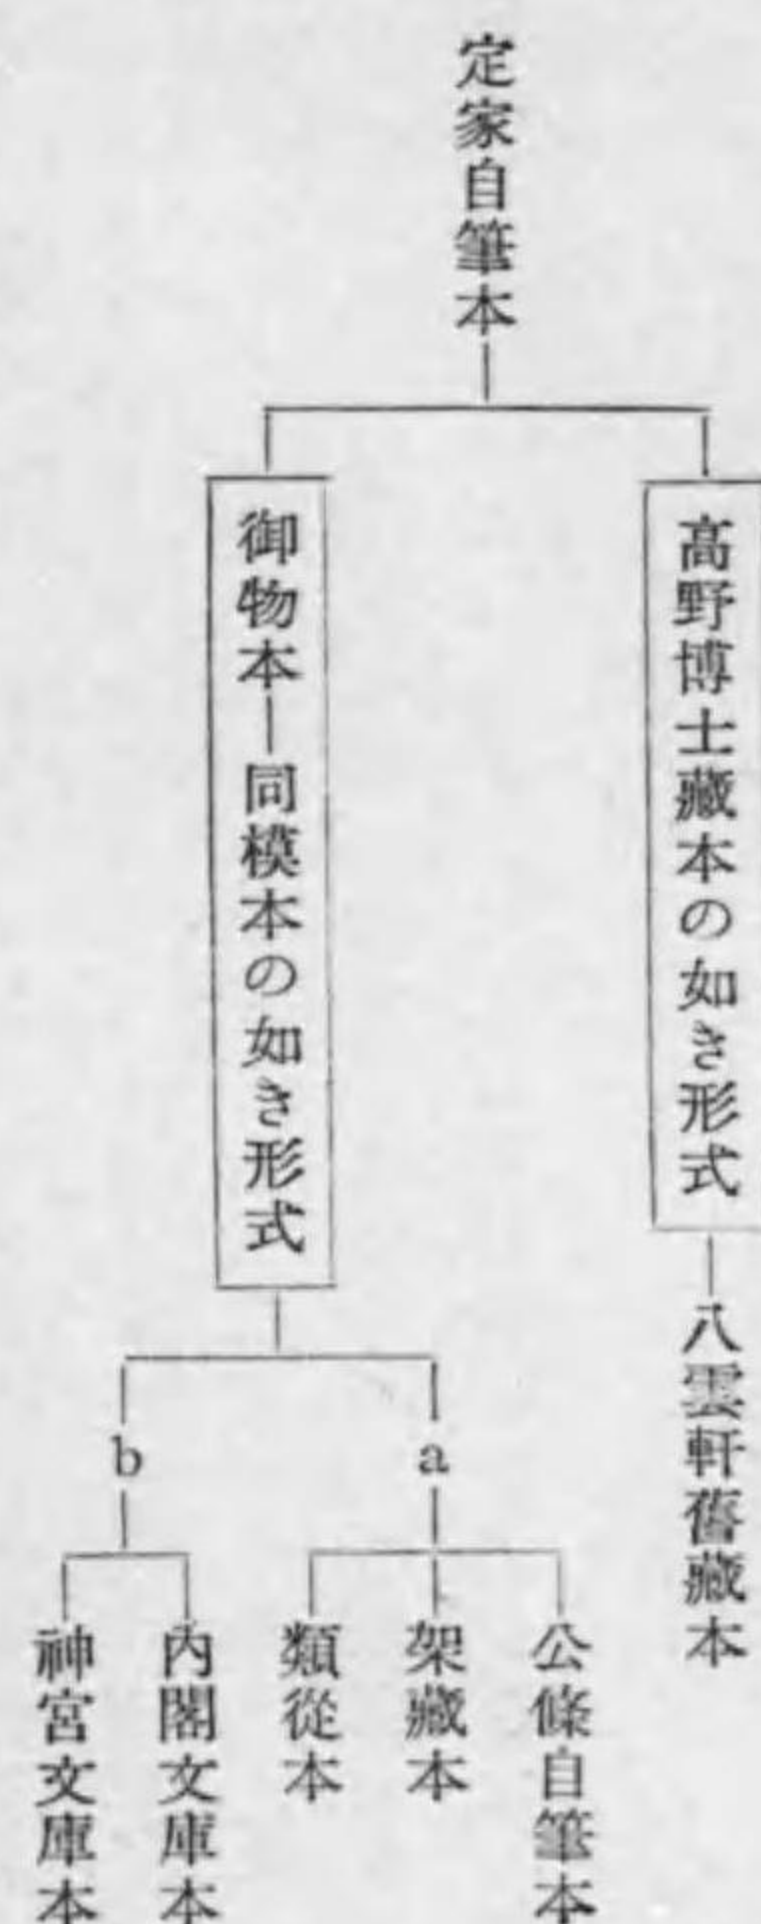 定家自筆本
高野博士藏本の如き形式
八雲軒舊藏本
御物本―同模本の如き形式
a
公條自筆本
架藏本
類從本
b
內閣文庫本
神宮文庫本